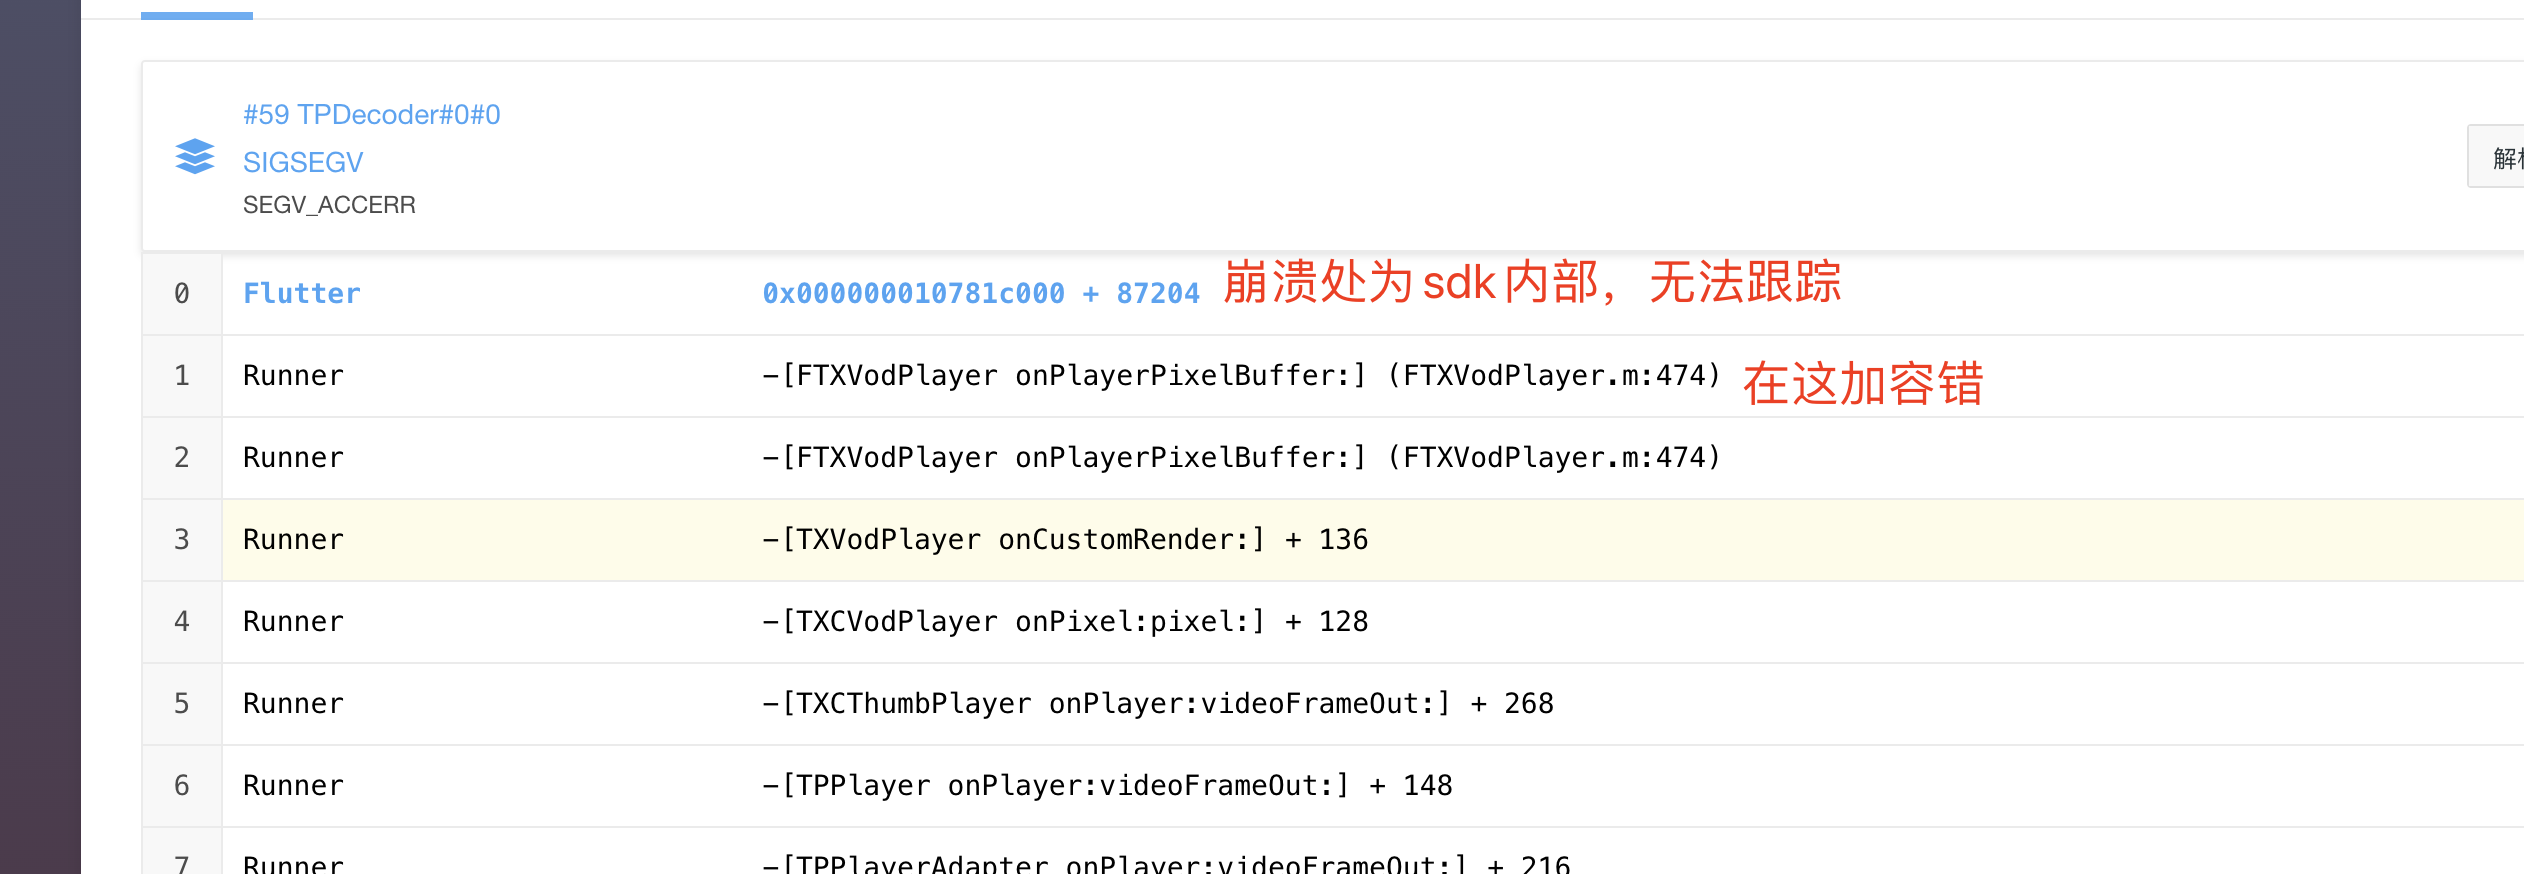 #59 TPDecoder#0#0
SIGSEGV
SEGV_ACCERR
0 Flutter 0x000000010781c000 + 87204 崩溃处为sdk内部，无法跟踪
1 Runner -[FTXVodPlayer onPlayerPixelBuffer:] (FTXVodPlayer.m:474) 在这加容错
2 Runner -[FTXVodPlayer onPlayerPixelBuffer:] (FTXVodPlayer.m:474)
3 Runner -[TXVodPlayer onCustomRender:] + 136
4 Runner -[TXCVodPlayer onPixel:pixel:] + 128
5 Runner -[TXCThumbPlayer onPlayer:videoFrameOut:] + 268
6 Runner -[TPPlayer onPlayer:videoFrameOut:] + 148
7 Runner -[TPPlayerAdapter onPlayer:videoFrameOut:] + 216